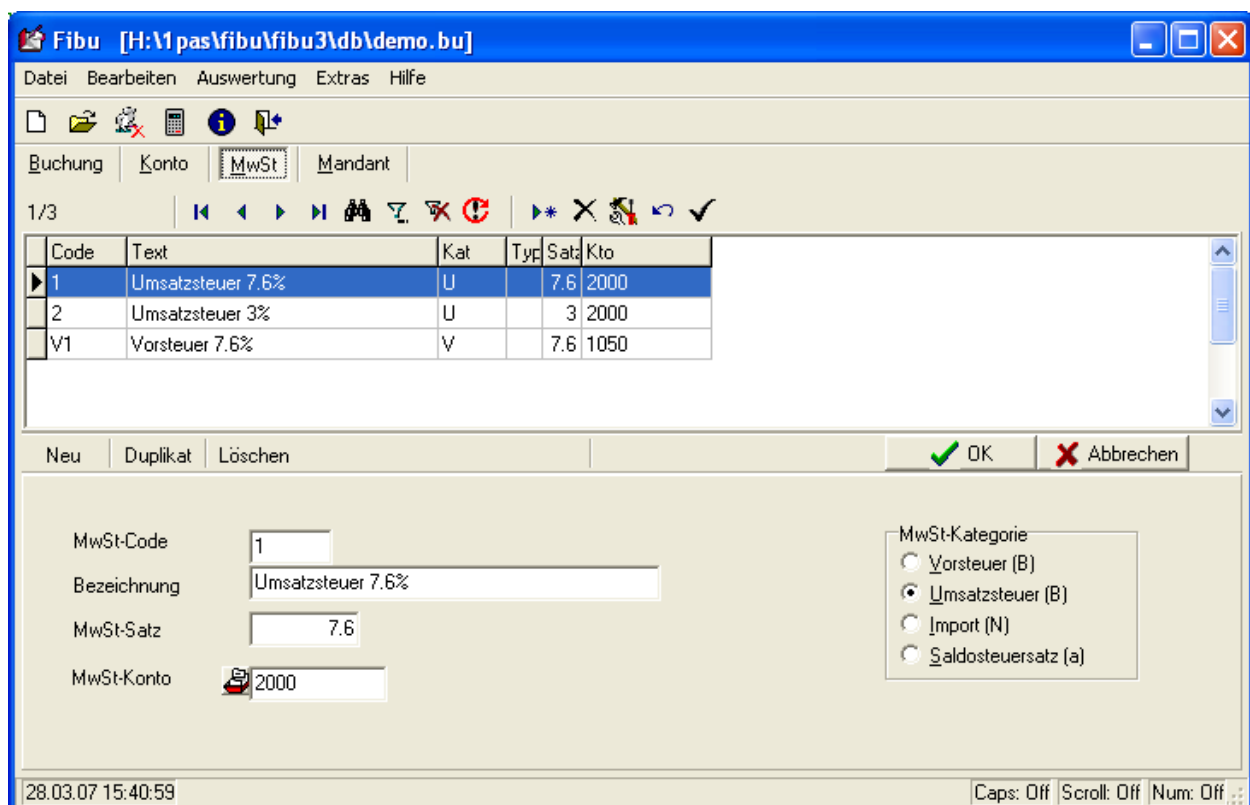 Fibu [H:\1pas\fibu\fibu3\db\demo.bu]
Datei Bearbeiten Auswertung Extras Hilfe
Buchung Konto MwSt Mandant
1/3
Code Text Kat Typ Satz Kto
1 Umsatzsteuer 7.6% U 7.6 2000
2 Umsatzsteuer 3% U 3 2000
V1 Vorsteuer 7.6% V 7.6 1050
Neu Duplikat Löschen OK Abbrechen
MwSt-Code 1
Bezeichnung Umsatzsteuer 7.6%
MwSt-Satz 7.6
MwSt-Konto 2000
MwSt-Kategorie
Vorsteuer (B)
Umsatzsteuer (B)
Import (N)
Saldosteuersatz (a)
28.03.07 15:40:59 Caps: Off Scroll: Off Num: Off